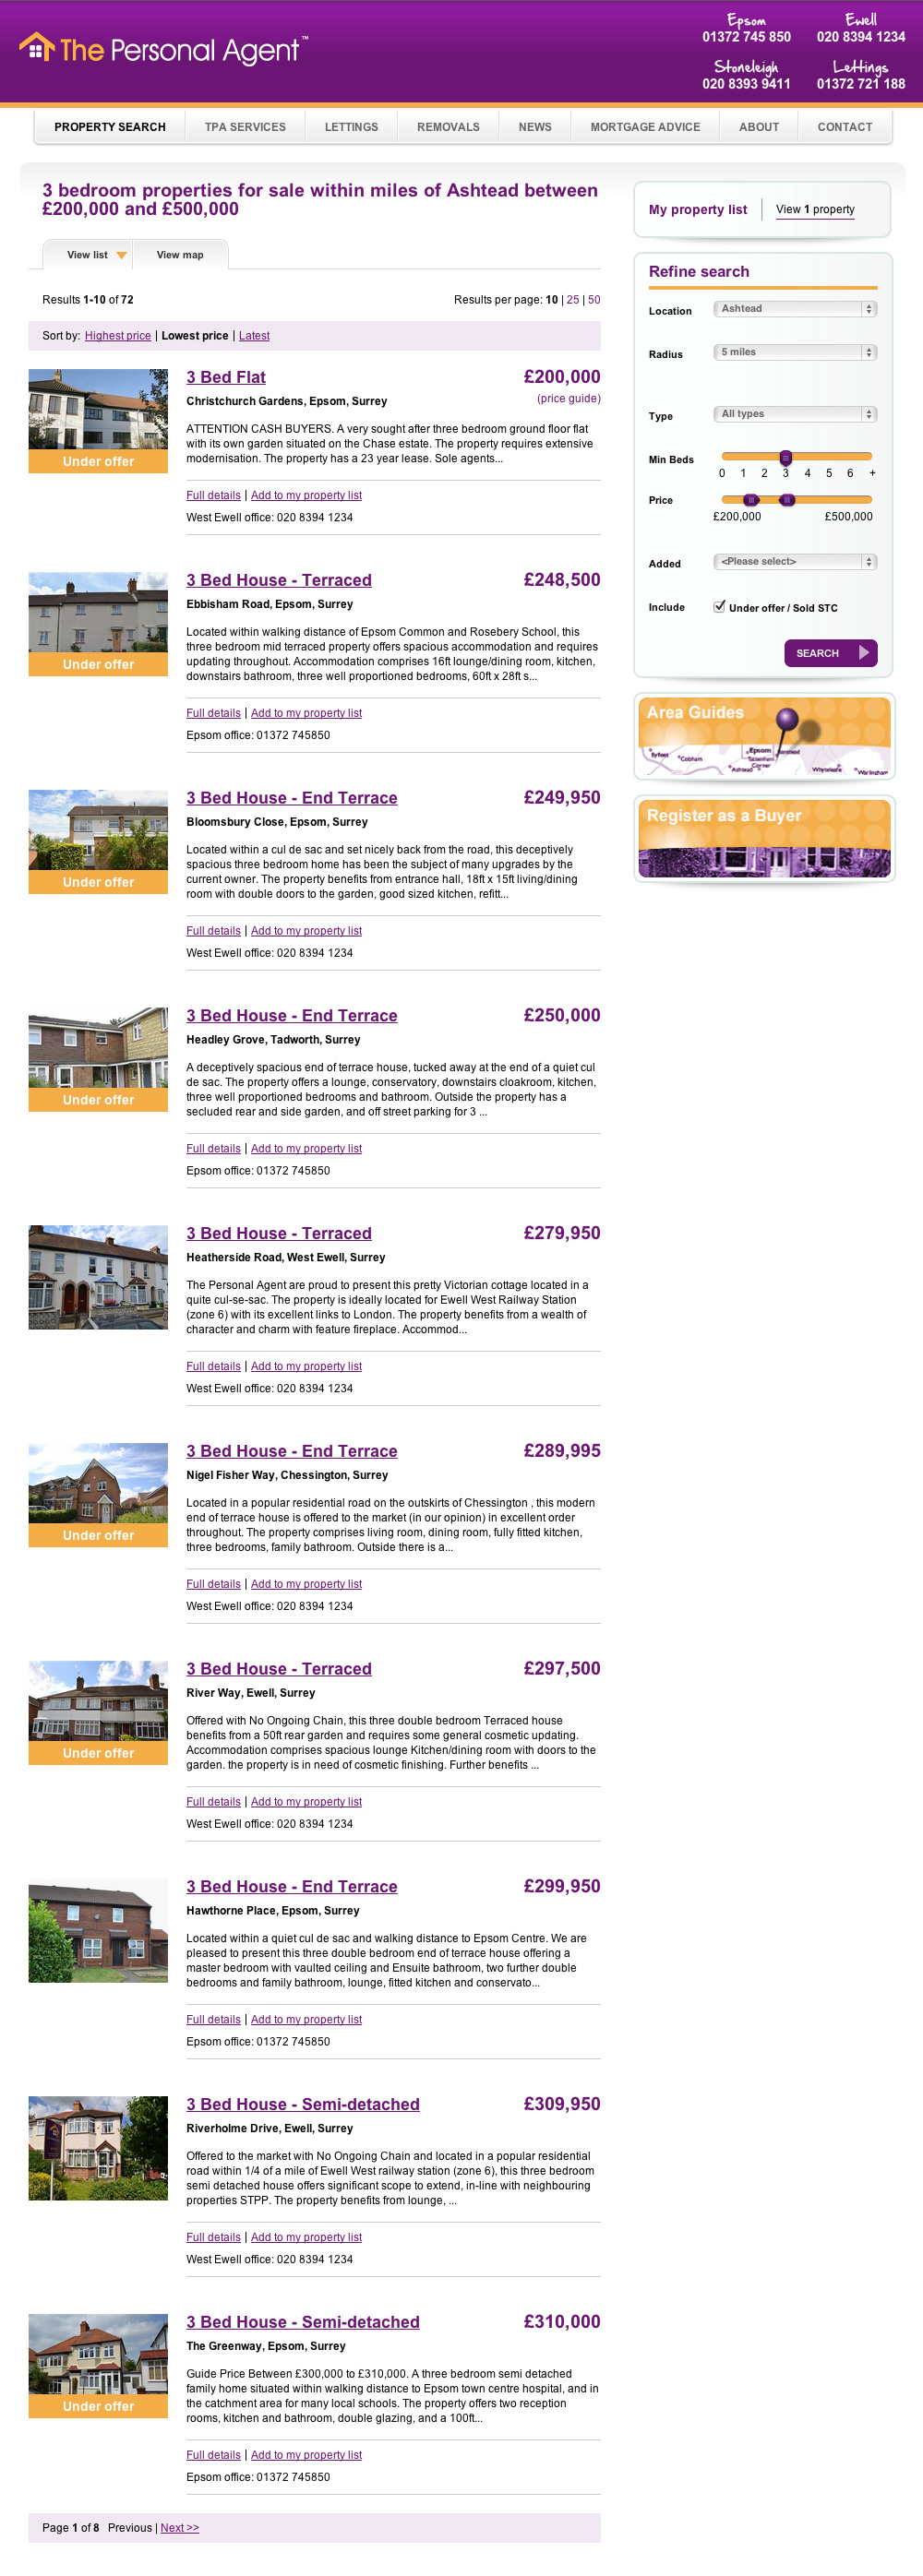 The Personal Agent™
Epsom
01372 745 850
Ewell
020 8394 1234
Stoneleigh
020 8393 9411
Lettings
01372 721 188
PROPERTY SEARCH TPA SERVICES LETTINGS REMOVALS NEWS MORTGAGE ADVICE ABOUT CONTACT
3 bedroom properties for sale within miles of Ashtead between
£200,000 and £500,000
View list View map
Results 1-10 of 72
Results per page: 10 | 25 | 50
Sort by: Highest price | Lowest price | Latest
3 Bed Flat
£200,000
Christchurch Gardens, Epsom, Surrey
(price guide)
ATTENTION CASH BUYERS. A very sought after three bedroom ground floor flat
with its own garden situated on the Chase estate. The property requires extensive
modernisation. The property has a 23 year lease. Sole agents...
Under offer
Full details | Add to my property list
West Ewell office: 020 8394 1234
3 Bed House - Terraced
£248,500
Ebbisham Road, Epsom, Surrey
Located within walking distance of Epsom Common and Rosebery School, this
three bedroom mid terraced property offers spacious accommodation and requires
updating throughout. Accommodation comprises 16ft lounge/dining room, kitchen,
downstairs bathroom, three well proportioned bedrooms, 60ft x 28ft s...
Under offer
Full details | Add to my property list
Epsom office: 01372 745850
3 Bed House - End Terrace
£249,950
Bloomsbury Close, Epsom, Surrey
Located within a cul de sac and set nicely back from the road, this deceptively
spacious three bedroom home has been the subject of many upgrades by the
current owner. The property benefits from entrance hall, 18ft x 15ft living/dining
room with double doors to the garden, good sized kitchen, refitt...
Under offer
Full details | Add to my property list
West Ewell office: 020 8394 1234
3 Bed House - End Terrace
£250,000
Headley Grove, Tadworth, Surrey
A deceptively spacious end of terrace house, tucked away at the end of a quiet cul
de sac. The property offers a lounge, conservatory, downstairs cloakroom, kitchen,
three well proportioned bedrooms and bathroom. Outside the property has a
secluded rear and side garden, and off street parking for 3 ...
Under offer
Full details | Add to my property list
Epsom office: 01372 745850
3 Bed House - Terraced
£279,950
Heatherside Road, West Ewell, Surrey
The Personal Agent are proud to present this pretty Victorian cottage located in a
quite cul-se-sac. The property is ideally located for Ewell West Railway Station
(zone 6) with its excellent links to London. The property benefits from a wealth of
character and charm with feature fireplace. Accommod...
Full details | Add to my property list
West Ewell office: 020 8394 1234
3 Bed House - End Terrace
£289,995
Nigel Fisher Way, Chessington, Surrey
Located in a popular residential road on the outskirts of Chessington , this modern
end of terrace house is offered to the market (in our opinion) in excellent order
throughout. The property comprises living room, dining room, fully fitted kitchen,
three bedrooms, family bathroom. Outside there is a...
Under offer
Full details | Add to my property list
West Ewell office: 020 8394 1234
3 Bed House - Terraced
£297,500
River Way, Ewell, Surrey
Offered with No Ongoing Chain, this three double bedroom Terraced house
benefits from a 50ft rear garden and requires some general cosmetic updating.
Accommodation comprises spacious lounge Kitchen/dining room with doors to the
garden. the property is in need of cosmetic finishing. Further benefits ...
Under offer
Full details | Add to my property list
West Ewell office: 020 8394 1234
3 Bed House - End Terrace
£299,950
Hawthorne Place, Epsom, Surrey
Located within a quiet cul de sac and walking distance to Epsom Centre. We are
pleased to present this three double bedroom end of terrace house offering a
master bedroom with vaulted ceiling and Ensuite bathroom, two further double
bedrooms and family bathroom, lounge, fitted kitchen and conservato...
Full details | Add to my property list
Epsom office: 01372 745850
3 Bed House - Semi-detached
£309,950
Riverholme Drive, Ewell, Surrey
Offered to the market with No Ongoing Chain and located in a popular residential
road within 1/4 of a mile of Ewell West railway station (zone 6), this three bedroom
semi detached house offers significant scope to extend, in-line with neighbouring
properties STPP. The property benefits from lounge, ...
Full details | Add to my property list
West Ewell office: 020 8394 1234
3 Bed House - Semi-detached
£310,000
The Greenway, Epsom, Surrey
Guide Price Between £300,000 to £310,000. A three bedroom semi detached
family home situated within walking distance to Epsom town centre hospital, and in
the catchment area for many local schools. The property offers two reception
rooms, kitchen and bathroom, double glazing, and a 100ft...
Under offer
Full details | Add to my property list
Epsom office: 01372 745850
Page 1 of 8 Previous | Next >>
My property list
View 1 property
Refine search
Location Ashtead
Radius 5 miles
Type All types
Min Beds
0 1 2 3 4 5 6 +
Price
£200,000 £500,000
Added <Please select>
Include Under offer / Sold STC
SEARCH
Area Guides
Byfleet
Cobham
Epsom
Banstead
Tattenham
Corner
Ashtead
Whyteleafe
Warlingham
Register as a Buyer